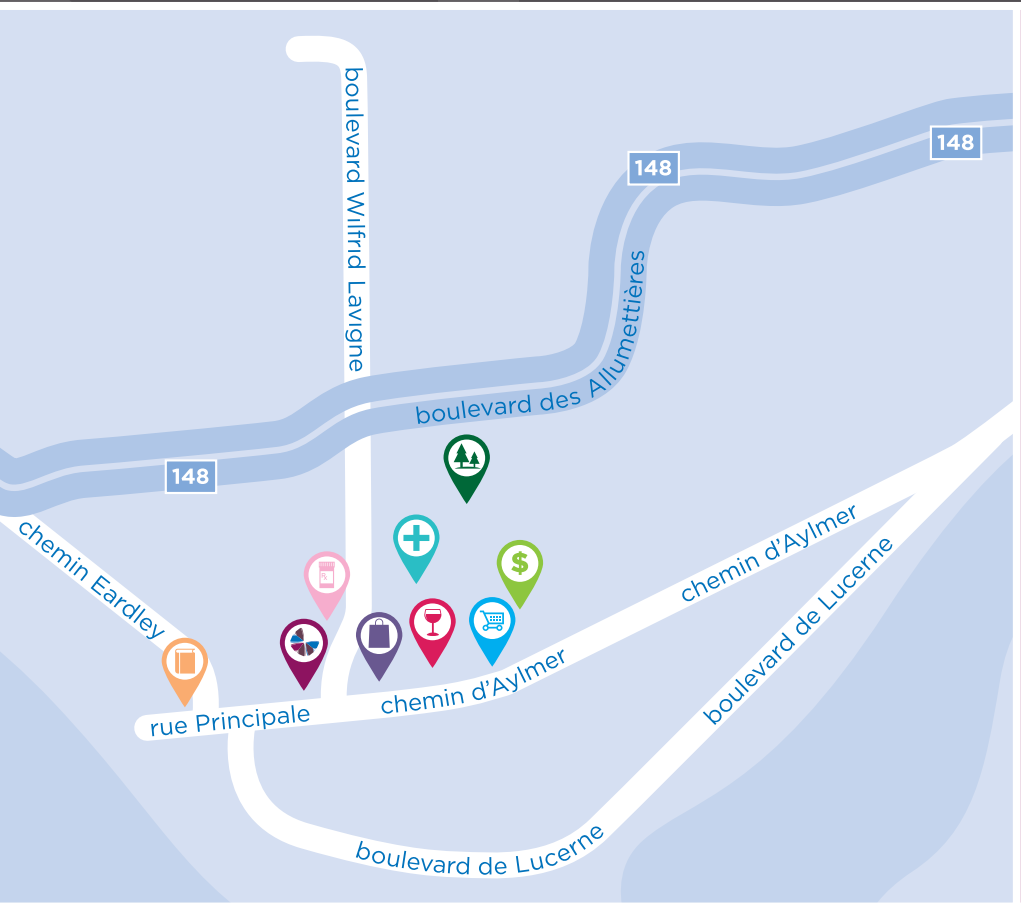 boulevard Wilfrid Lavigne
148
148
boulevard des Allumettières
148
chemin Eardley
chemin d'Aylmer
boulevard de Lucerne
$
rue Principale
chemin d'Aylmer
boulevard de Lucerne